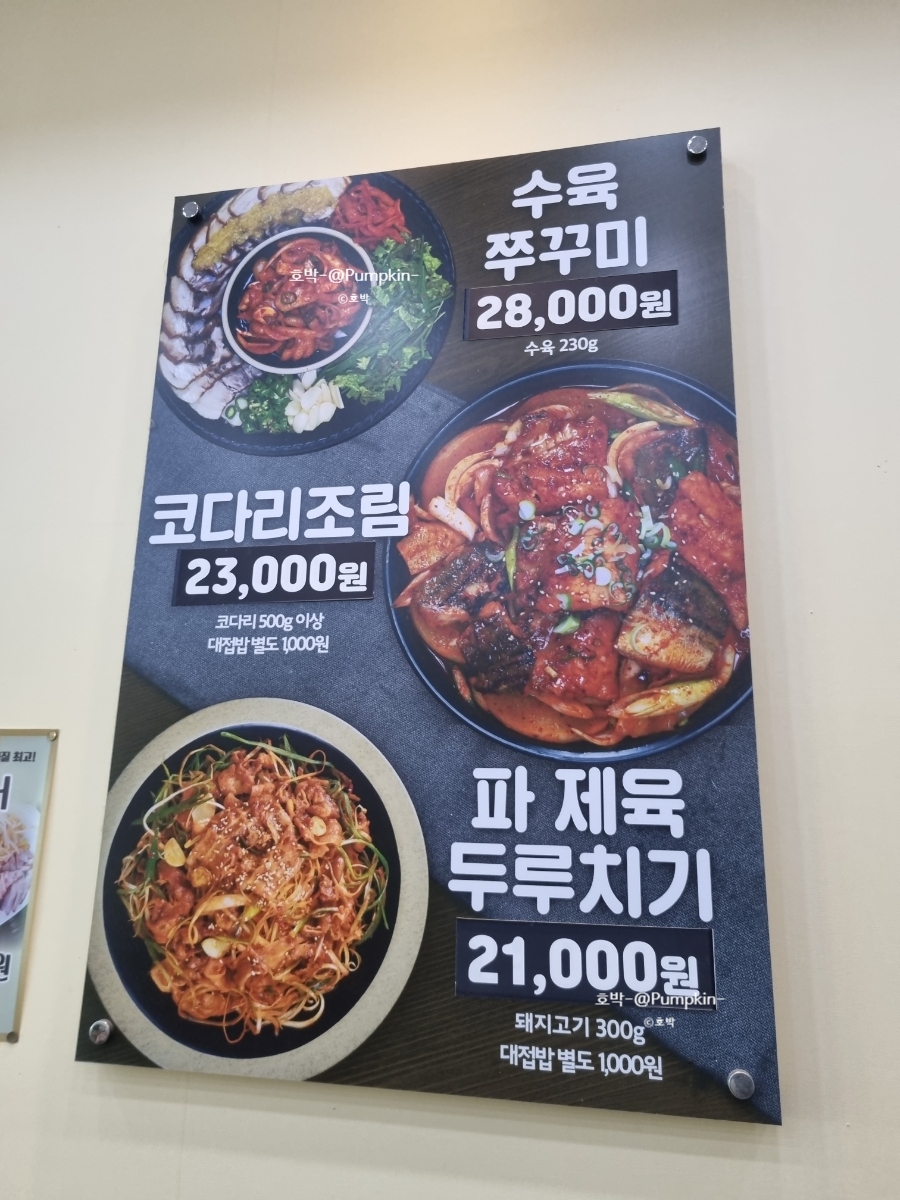 수육
쭈꾸미
28,000원
수육 230g
호박-@Pumpkin-
©호박
코다리조림
23,000원
코다리 500g 이상
대접밥 별도 1,000원
파 제육
두루치기
21,000원
호박-@Pumpkin-
©호박
돼지고기 300g
대접밥 별도 1,000원
질 최고!
원